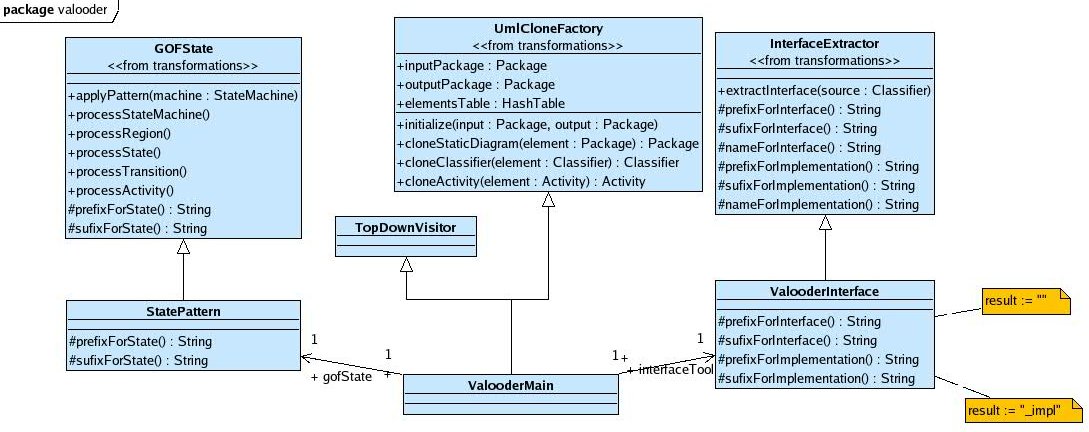 package valooder
GOFState
<<from transformations>>
+applyPattern(machine : StateMachine)
+processStateMachine()
+processRegion()
+processState()
+processTransition()
+processActivity()
#prefixForState() : String
#sufixForState() : String
UmlCloneFactory
<<from transformations>>
+inputPackage : Package
+outputPackage : Package
+elementsTable : HashTable
+initialize(input : Package, output : Package)
+cloneStaticDiagram(element : Package) : Package
+cloneClassifier(element : Classifier) : Classifier
+cloneActivity(element : Activity) : Activity
InterfaceExtractor
<<from transformations>>
+extractInterface(source : Classifier)
#prefixForInterface() : String
#sufixForInterface() : String
#nameForInterface() : String
#prefixForImplementation() : String
#sufixForImplementation() : String
#nameForImplementation() : String
TopDownVisitor
StatePattern
#prefixForState() : String
#sufixForState() : String
ValooderInterface
#prefixForInterface() : String
#sufixForInterface() : String
#prefixForImplementation() : String
#sufixForImplementation() : String
result := ""
result := "_impl"
1
+ gofState
1
+
ValooderMain
1
+
+ interfaceTool
1